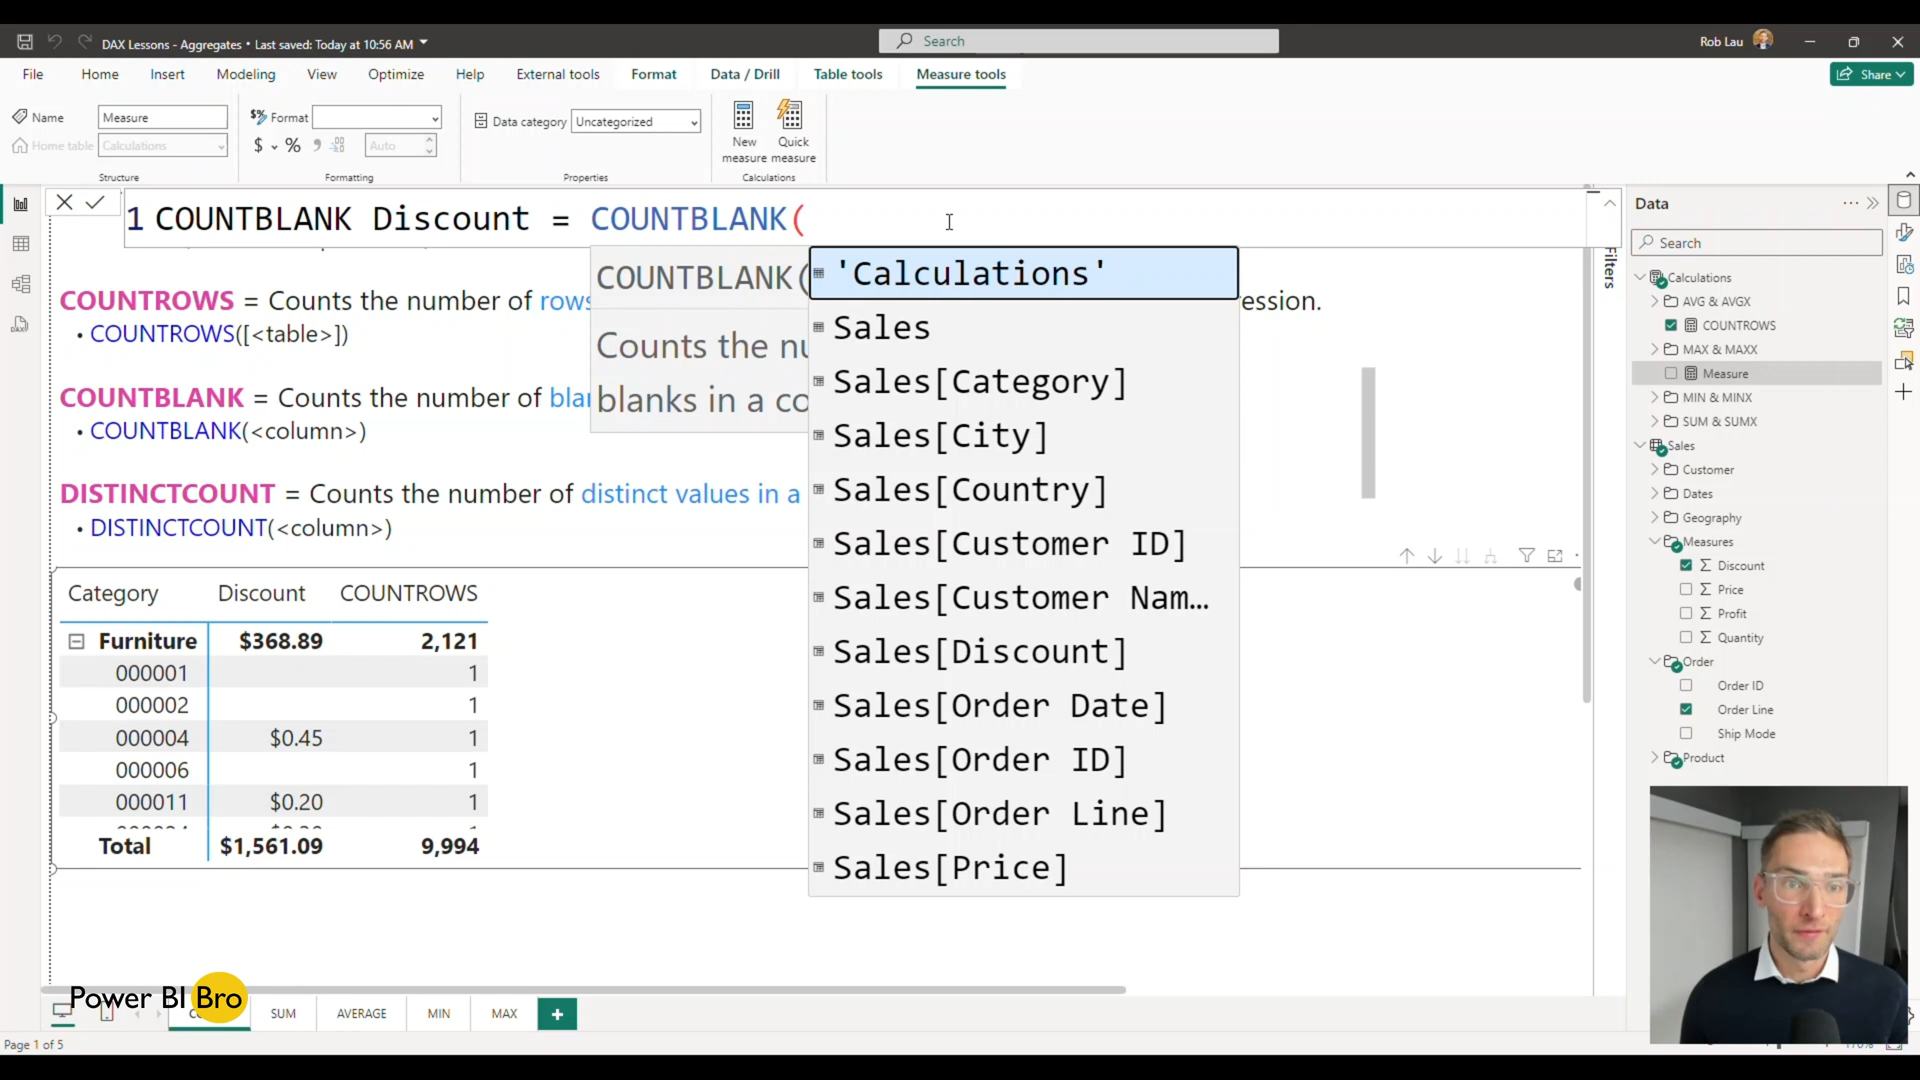 DAX Lessons - Aggregates • Last saved: Today at 10:56 AM
Search
Rob Lau
File Home Insert Modeling View Optimize Help External tools Format Data / Drill Table tools Measure tools
Share
Name Measure
Home table Calculations
Structure
$% Format
$ % 9 Auto
Formatting
Data category Uncategorized
Properties
New measure
Quick measure
Calculations
1 COUNTBLANK Discount = COUNTBLANK(
COUNTBLANK(
Counts the nu
blanks in a co
'Calculations'
Sales
Sales[Category]
Sales[City]
Sales[Country]
Sales[Customer ID]
Sales[Customer Nam…
Sales[Discount]
Sales[Order Date]
Sales[Order ID]
Sales[Order Line]
Sales[Price]
COUNTROWS = Counts the number of rows ession.
• COUNTROWS([<table>])
COUNTBLANK = Counts the number of blan
• COUNTBLANK(<column>)
DISTINCTCOUNT = Counts the number of distinct values in a
• DISTINCTCOUNT(<column>)
Category Discount COUNTROWS
Furniture $368.89 2,121
000001 1
000002 1
000004 $0.45 1
000006 1
000011 $0.20 1
Total $1,561.09 9,994
Filters
Data
Search
Calculations
AVG & AVGX
COUNTROWS
MAX & MAXX
Measure
MIN & MINX
SUM & SUMX
Sales
Customer
Dates
Geography
Measures
Discount
Price
Profit
Quantity
Order
Order ID
Order Line
Ship Mode
Product
Power BI Bro
SUM AVERAGE MIN MAX +
Page 1 of 5